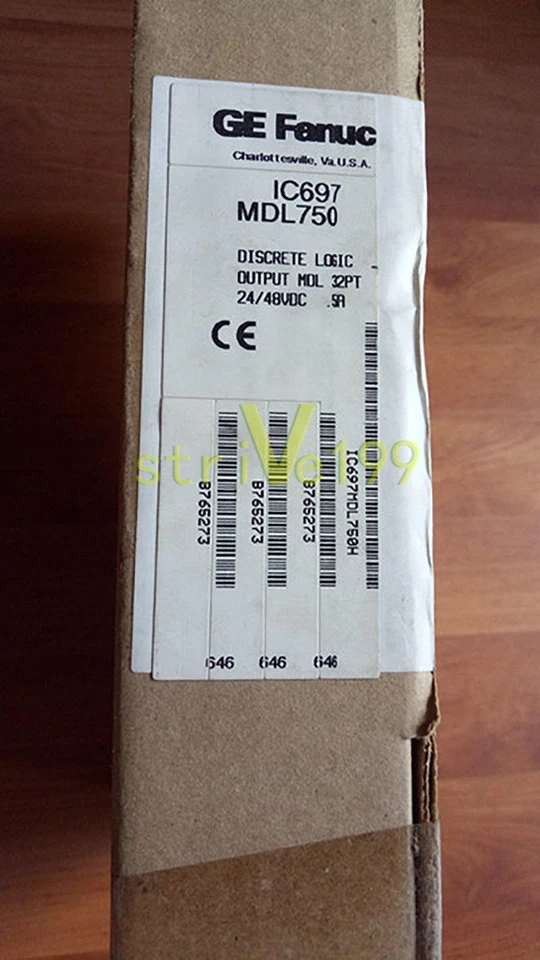 GE Fanuc
Charlottesville, Va U.S.A.
IC697
MDL750
DISCRETE LOGIC -
OUTPUT MDL 32PT
24/48VDC .5A
CE
striVe199
B765273
B765273
B765273
IC697MDL750H
646
646
646